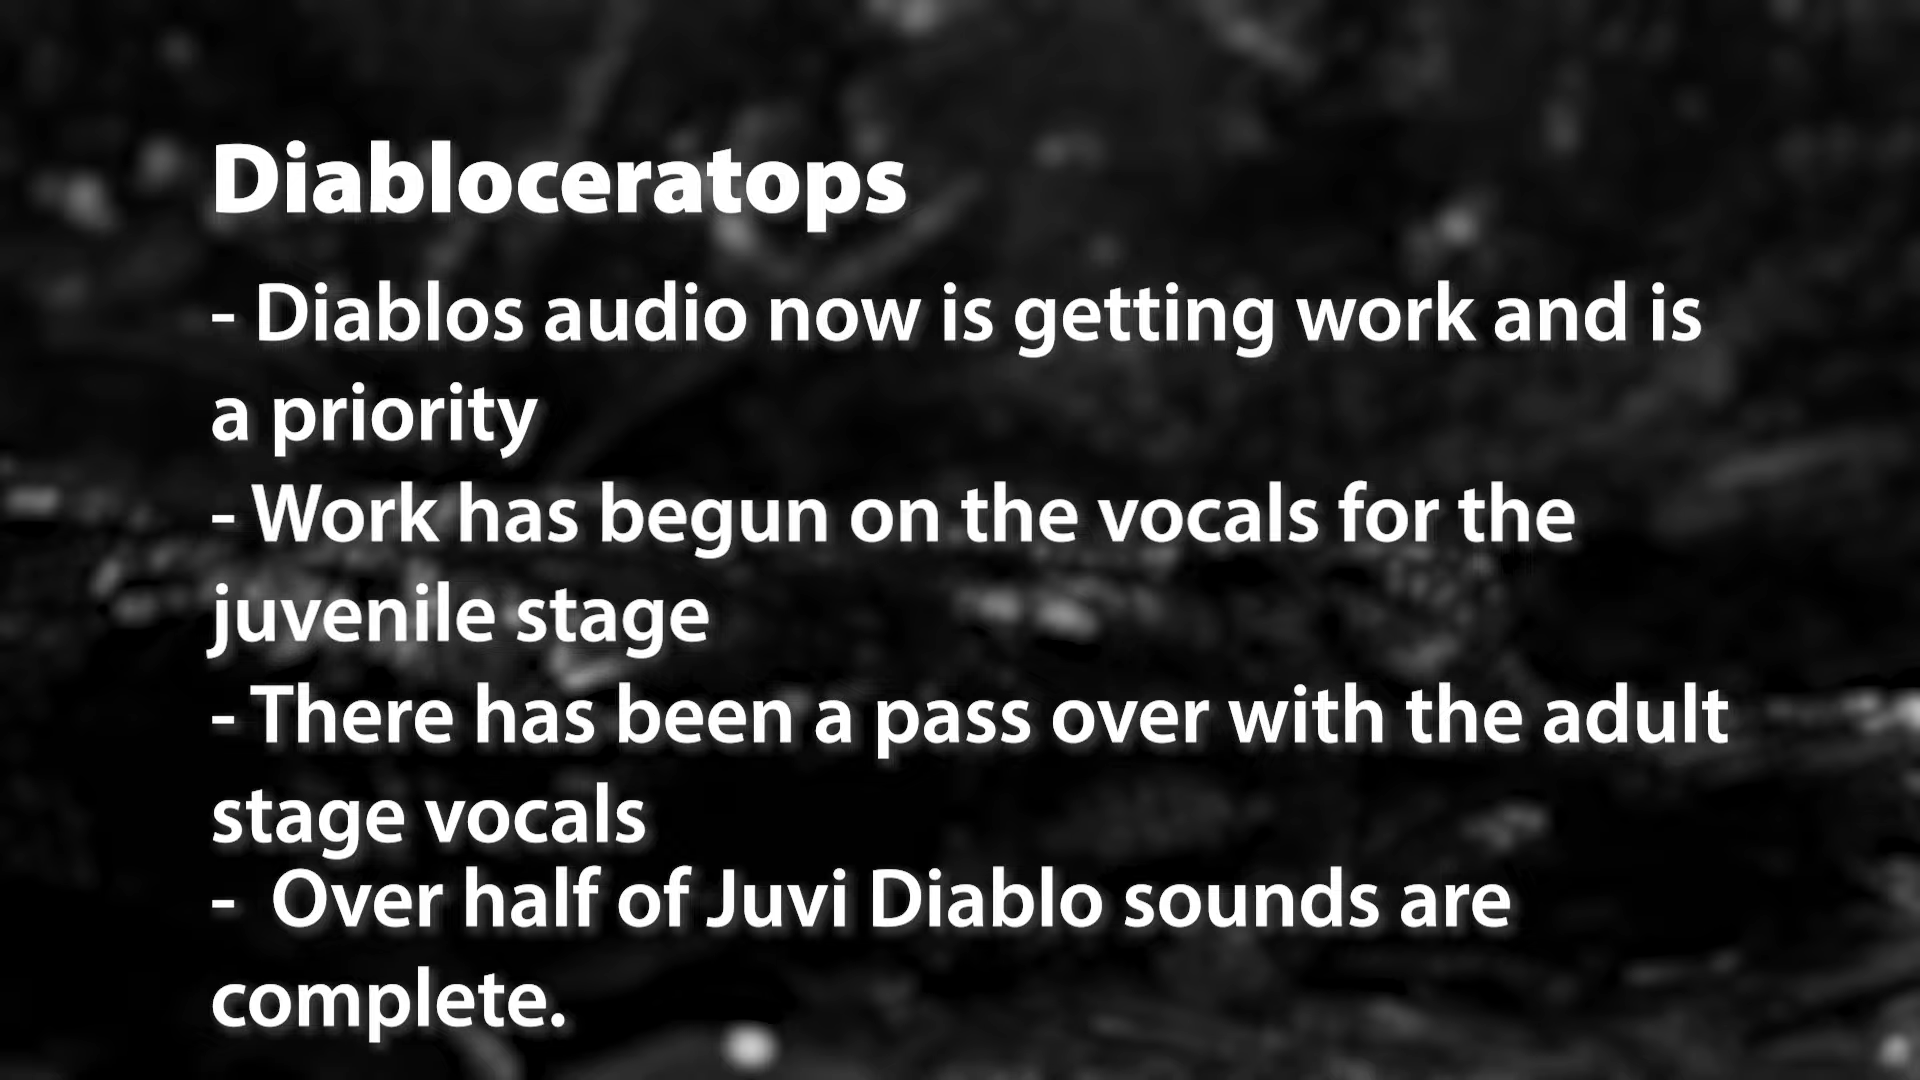 Diabloceratops
- Diablos audio now is getting work and is
a priority
- Work has begun on the vocals for the
juvenile stage
- There has been a pass over with the adult
stage vocals
-  Over half of Juvi Diablo sounds are
complete.